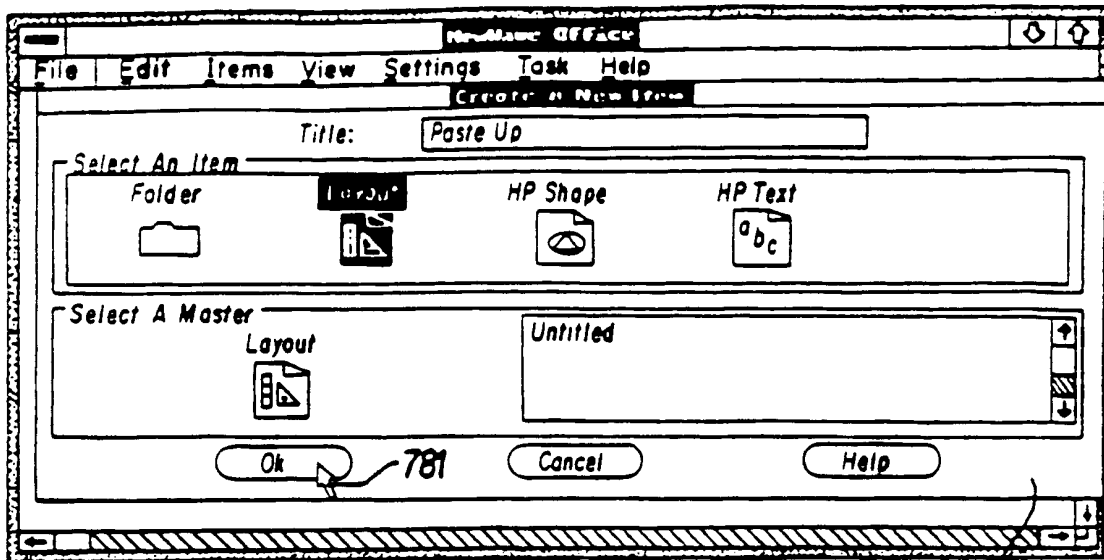 NewWave Office
File Edit Items View Settings Task Help
Create A New Item
Title: Paste Up
Select An Item
Folder Layout HP Shape HP Text
abc
Select A Master
Layout Untitled
Ok 781 Cancel Help